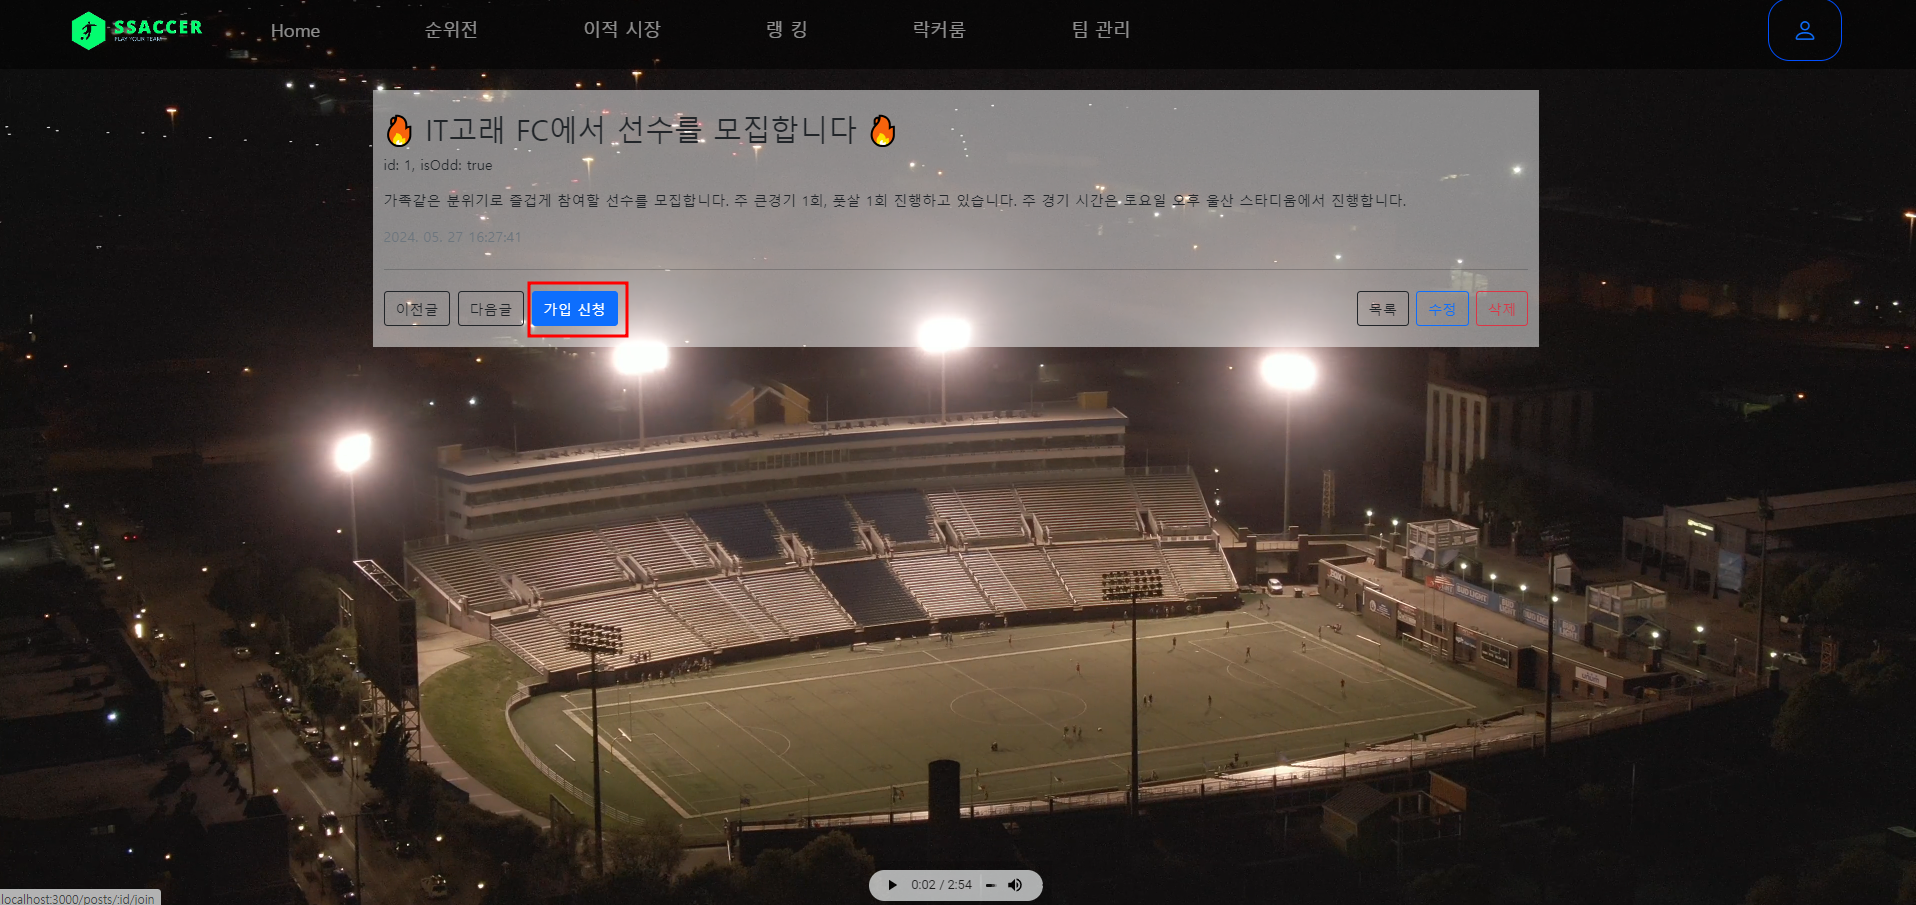 SSACCER
PLAY YOUR TEAM
Home
순위전
이적 시장
랭 킹
락커룸
팀 관리
🔥 IT고래 FC에서 선수를 모집합니다 🔥
id: 1, isOdd: true
가족같은 분위기로 즐겁게 참여할 선수를 모집합니다. 주 큰경기 1회, 풋살 1회 진행하고 있습니다. 주 경기 시간은 토요일 오후 울산 스타디움에서 진행합니다.
2024. 05. 27 16:27:41
이전글
다음글
가입 신청
목록
수정
삭제
BUD LIGHT
BUD LIGHT
0:02 / 2:54
localhost:3000/posts/:id/join